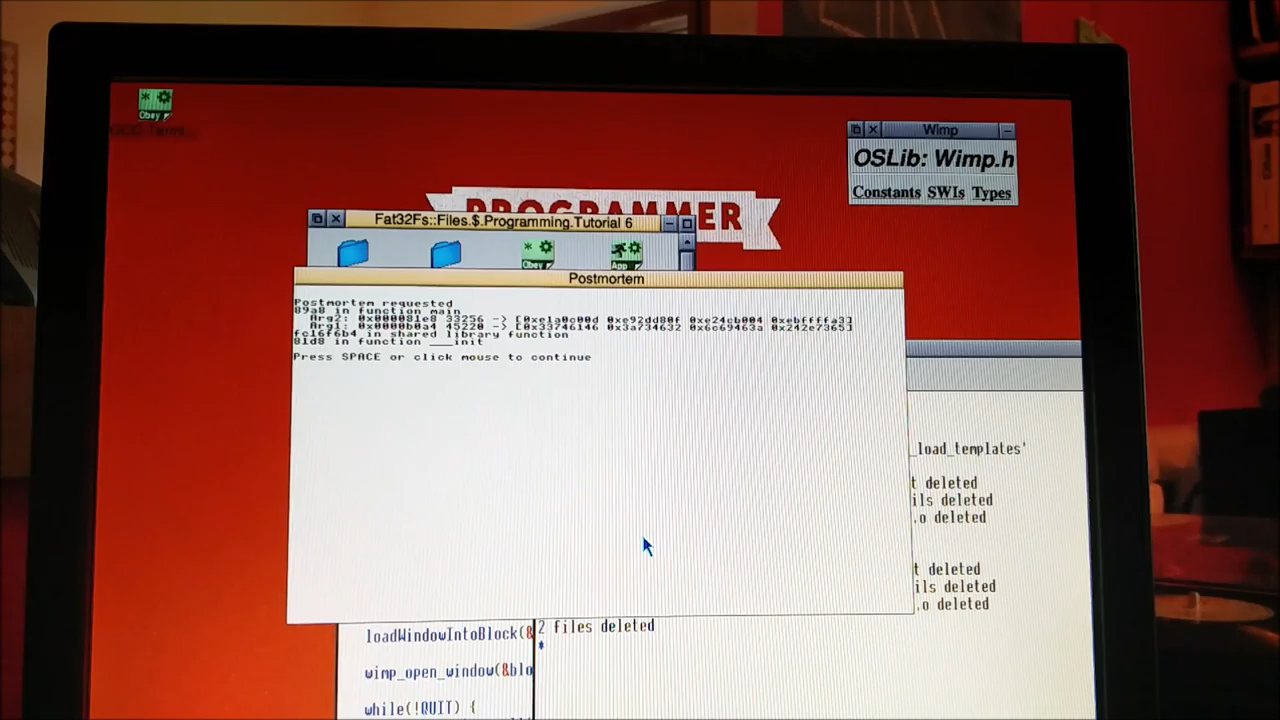 Obey
Wimp
OSLib: Wimp.h
Constants SWIs Types
PROGRAMMER
Fat32Fs::Files.$.Programming.Tutorial 6
Obey
App
Postmortem
Postmortem requested
89a8 in function main
Arg2: 0x000081e8 33256 -> [0xe1a0c00d 0xe92dd80f 0xe24cb004 0xebffffa3]
Arg1: 0x0000b0a4 45220 -> [0x33746146 0x3a734632 0x6c69463a 0x242e7365]
fc16f6b4 in shared library function
81d8 in function ___init
Press SPACE or click mouse to continue
_load_templates'
t deleted
ils deleted
.o deleted
t deleted
ils deleted
.o deleted
2 files deleted
*
loadWindowIntoBlock(&
wimp_open_window(&blo
while(!QUIT) {